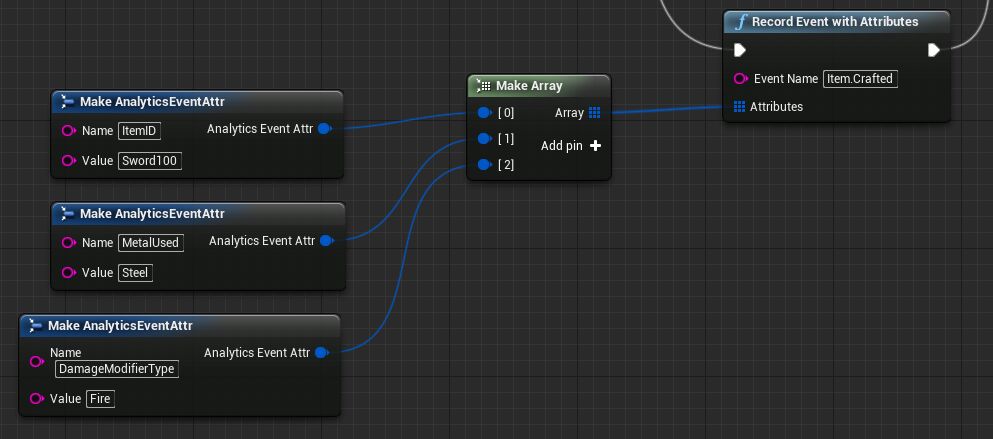 Record Event with Attributes
Event Name Item.Crafted
Attributes
Make Array
[ 0] Array
[ 1]
Add pin
[ 2]
Make AnalyticsEventAttr
Name ItemID Analytics Event Attr
Value Sword100
Make AnalyticsEventAttr
Name MetalUsed Analytics Event Attr
Value Steel
Make AnalyticsEventAttr
Name Analytics Event Attr
DamageModifierType
Value Fire